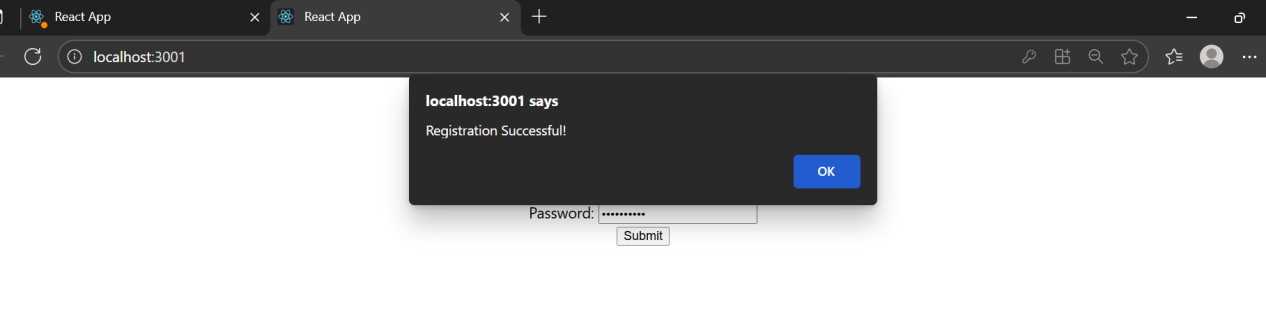 React App
React App
localhost:3001
localhost:3001 says
Registration Successful!
OK
Password: ••••••••••
Submit